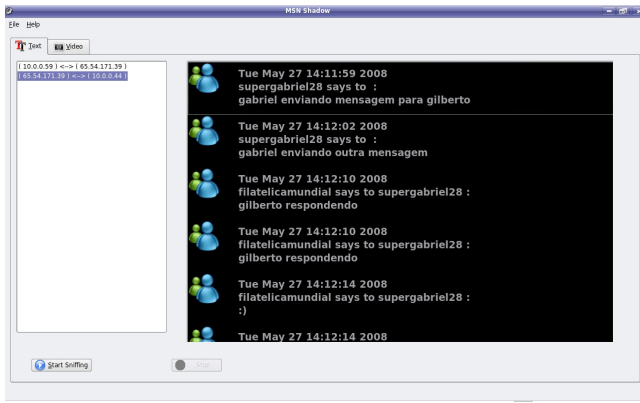 MSN Shadow
File Help
Text Video
( 10.0.0.59 ) <--> ( 65.54.171.39 )
( 65.54.171.39 ) <--> ( 10.0.0.44 )
Tue May 27 14:11:59 2008
supergabriel28 says to :
gabriel enviando mensagem para gilberto
Tue May 27 14:12:02 2008
supergabriel28 says to :
gabriel enviando outra mensagem
Tue May 27 14:12:10 2008
filatelicamundial says to supergabriel28 :
gilberto respondendo
Tue May 27 14:12:10 2008
filatelicamundial says to supergabriel28 :
gilberto respondendo
Tue May 27 14:12:14 2008
filatelicamundial says to supergabriel28 :
:)
Tue May 27 14:12:14 2008
Start Sniffing
Stop